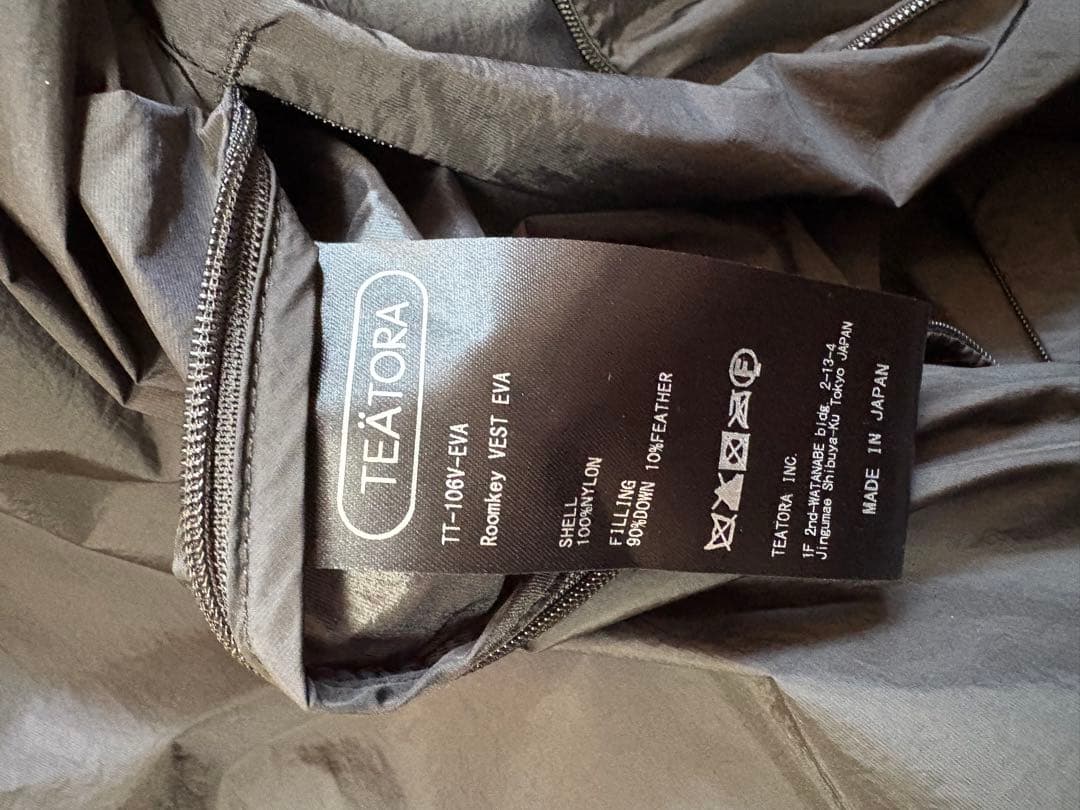 TEÄTORA
TT-106V-EVA
Roomkey VEST EVA
SHELL
100%NYLON
FILLING
90%DOWN 10%FEATHER
F
TEATORA INC.
1F 2nd-WATANABE bidg. 2-13-4
Jingumae Shibuya-Ku Tokyo JAPAN
MADE IN JAPAN